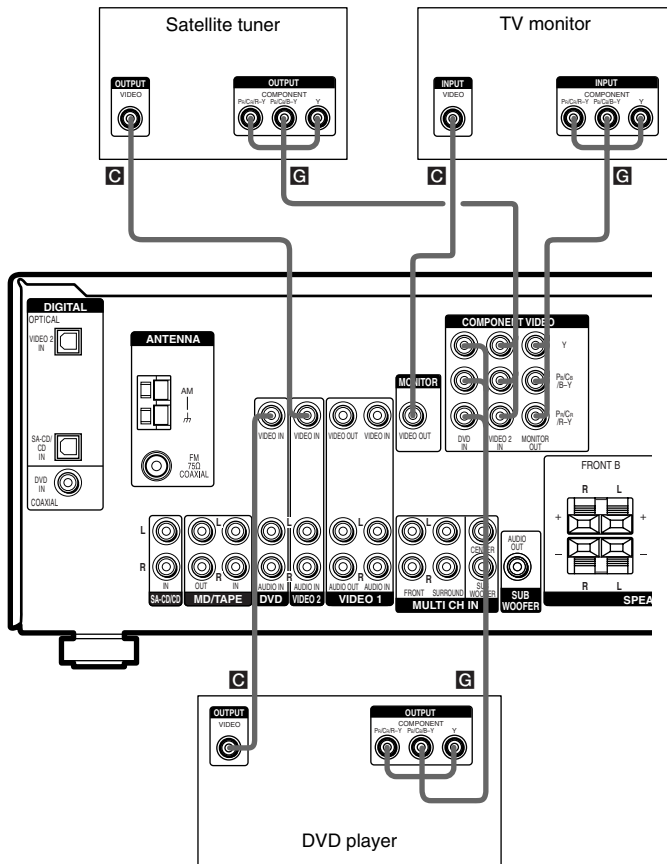 Satellite tuner
TV monitor
OUTPUT
VIDEO
OUTPUT
COMPONENT
PR/CR/R–Y PB/CB/B–Y Y
INPUT
VIDEO
INPUT
COMPONENT
PR/CR/R–Y PB/CB/B–Y Y
C
G
C
G
DIGITAL
OPTICAL
VIDEO 2
IN
SA-CD/
CD
IN
DVD
IN
COAXIAL
ANTENNA
AM
FM
75Ω
COAXIAL
MONITOR
VIDEO OUT
COMPONENT VIDEO
Y
PB/CB
/B–Y
PR/CR
/R–Y
DVD
IN
VIDEO 2
IN
MONITOR
OUT
VIDEO IN
VIDEO IN
VIDEO OUT
VIDEO IN
FRONT B
R L
+ +
– –
R L
SPEA
L
R
IN
SA-CD/CD
L
R
OUT
IN
MD/TAPE
AUDIO IN
DVD
L
R
AUDIO IN
VIDEO 2
L
R
AUDIO OUT
AUDIO IN
VIDEO 1
L
R
FRONT
SURROUND
CENTER
SUB
WOOFER
MULTI CH IN
AUDIO
OUT
SUB
WOOFER
C
G
OUTPUT
VIDEO
OUTPUT
COMPONENT
PR/CR/R–Y PB/CB/B–Y Y
DVD player